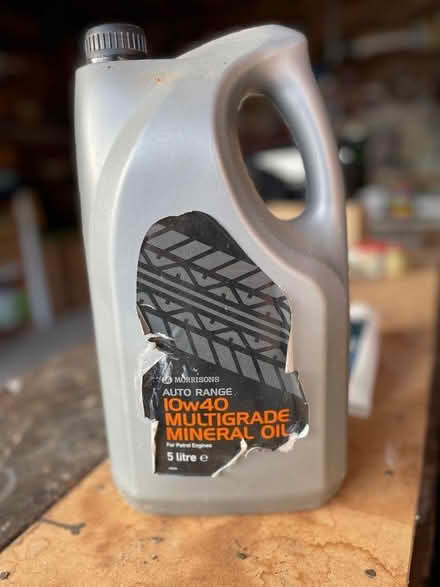 MORRISONS
AUTO RANGE
10w40
MULTIGRADE
MINERAL OIL
For Petrol Engines
5 litre e